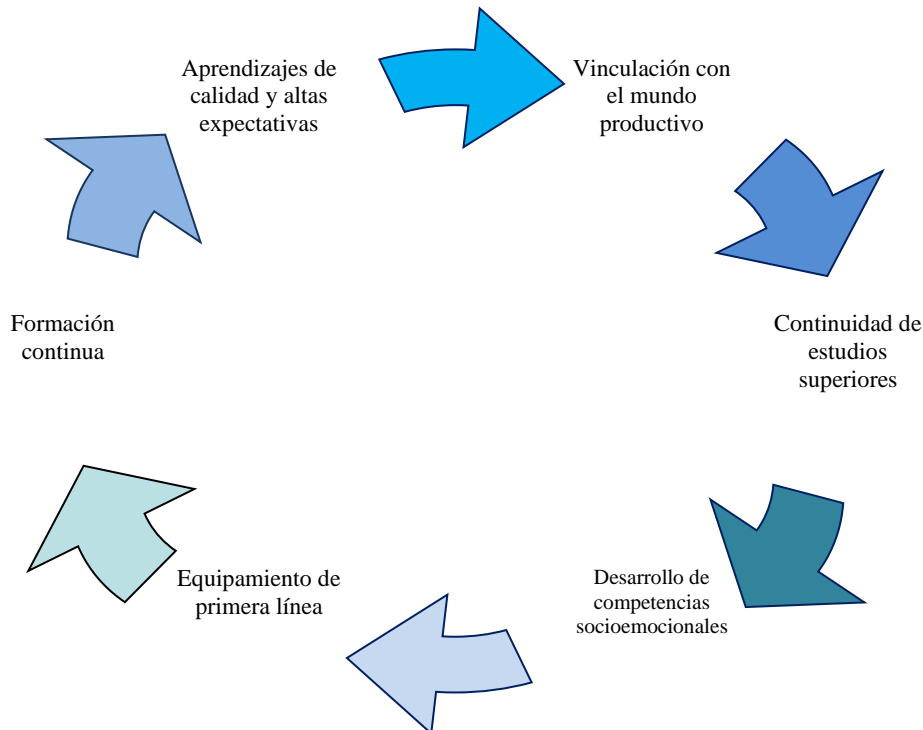 Aprendizajes de
calidad y altas
expectativas
Vinculación con
el mundo
productivo
Continuidad de
estudios
superiores
Desarrollo de
competencias
socioemocionales
Equipamiento de
primera línea
Formación
continua